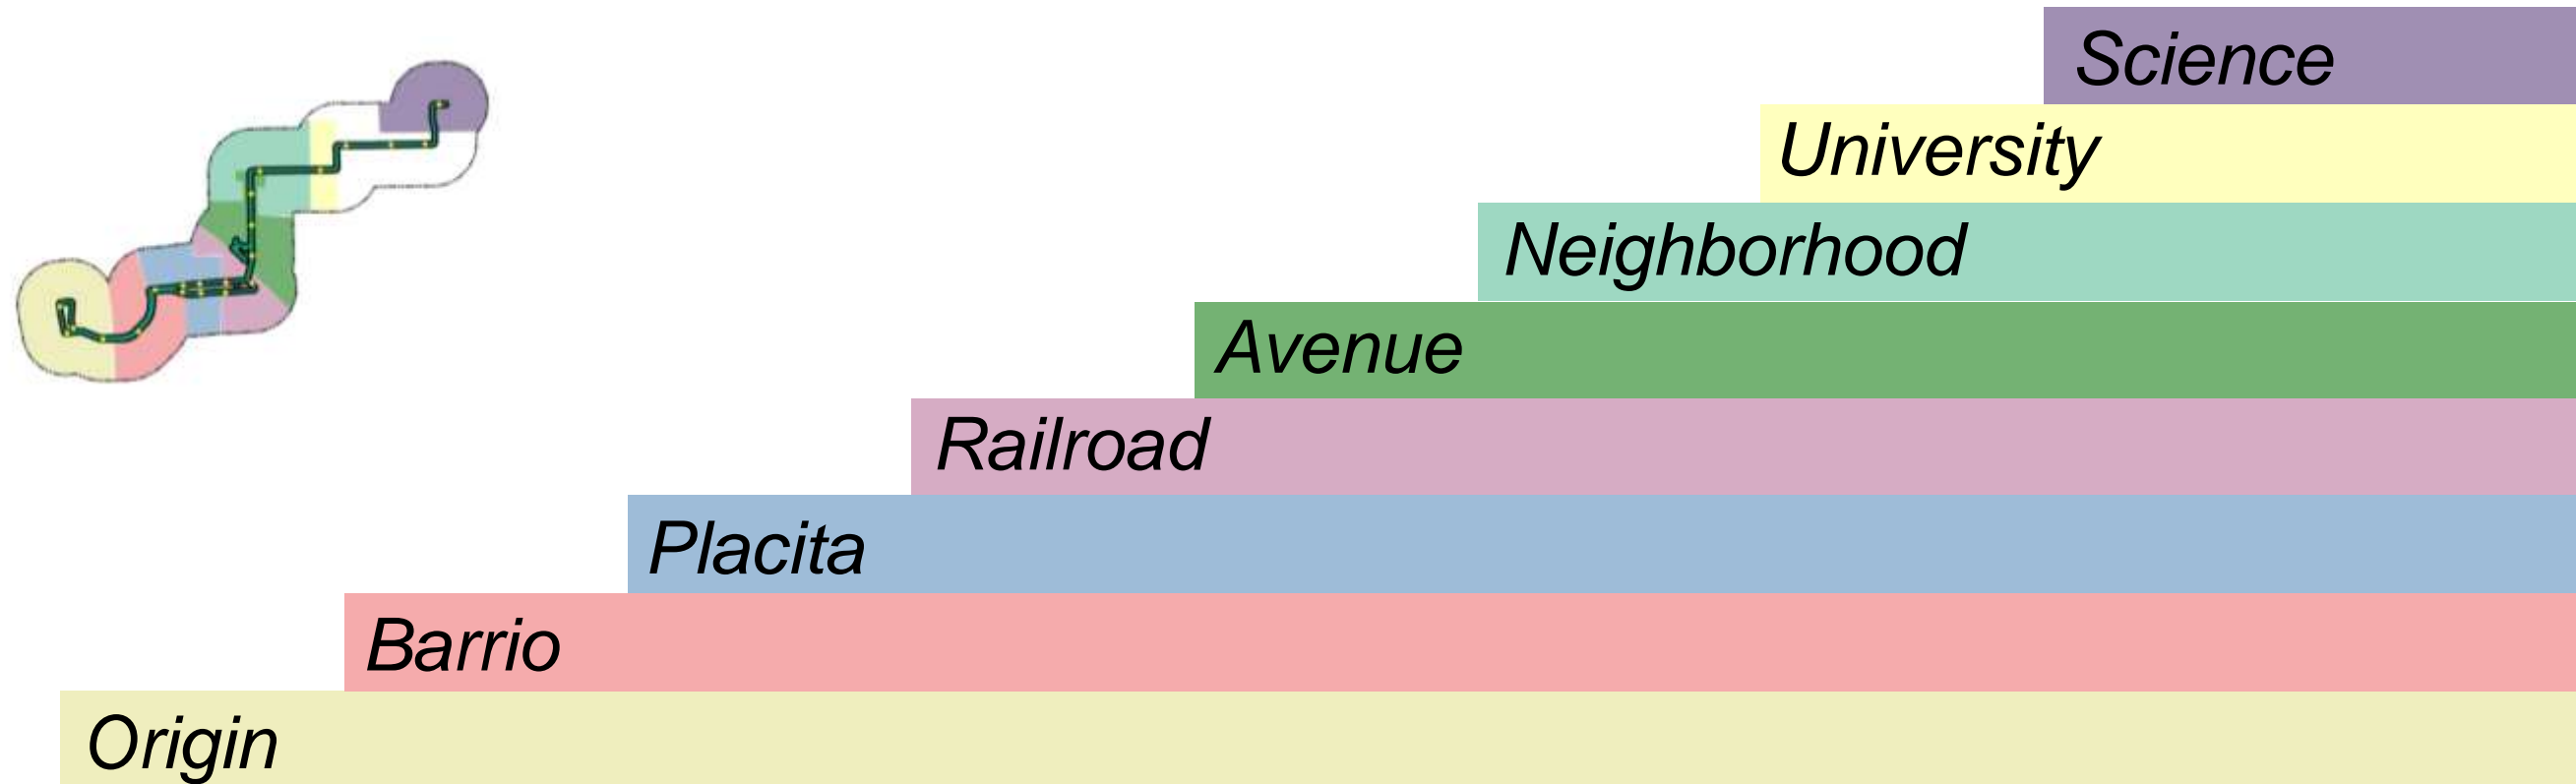 Science
University
Neighborhood
Avenue
Railroad
Placita
Barrio
Origin